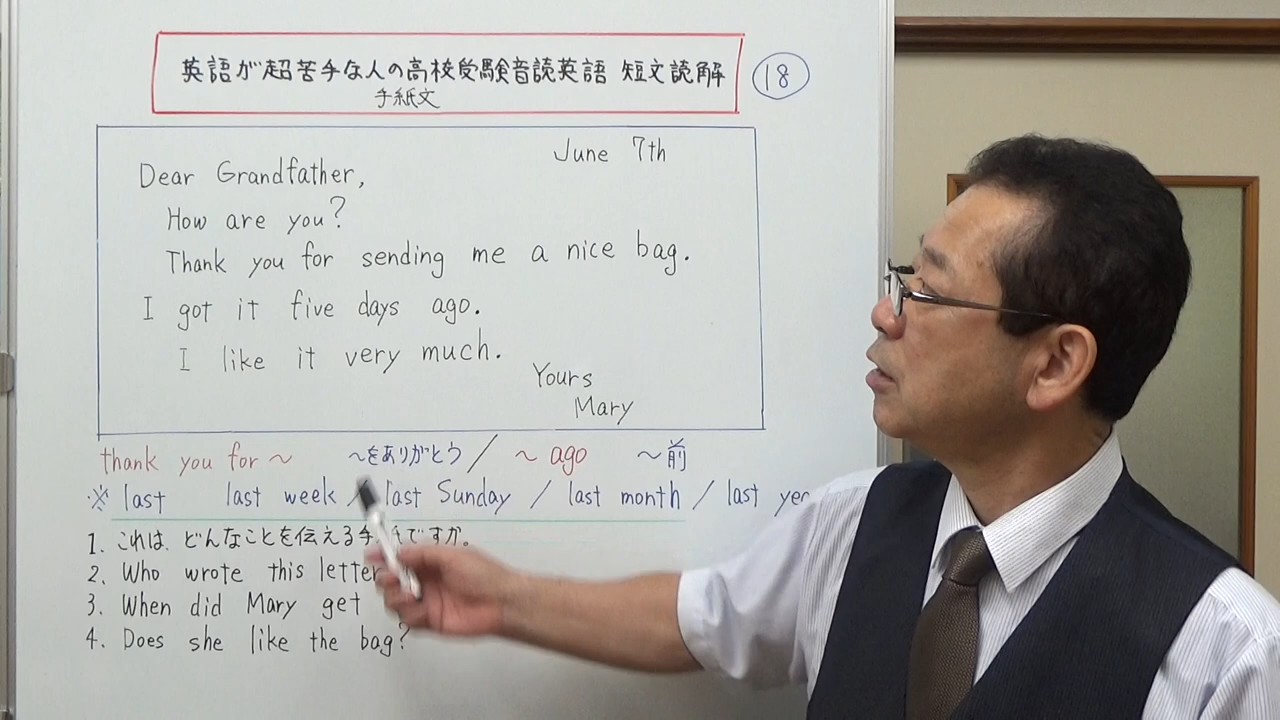 英語が超苦手な人の高校受験音読英語 短文読解 18
手紙文
June 7th
Dear Grandfather,
How are you?
Thank you for sending me a nice bag.
I got it five days ago.
I like it very much.
Yours
Mary
thank you for ~ ~をありがとう / ~ ago ~前
※ last last week / last Sunday / last month / last
1. これは どんなことを伝える手紙ですか。
2. Who wrote this letter
3. When did Mary get
4. Does she like the bag?